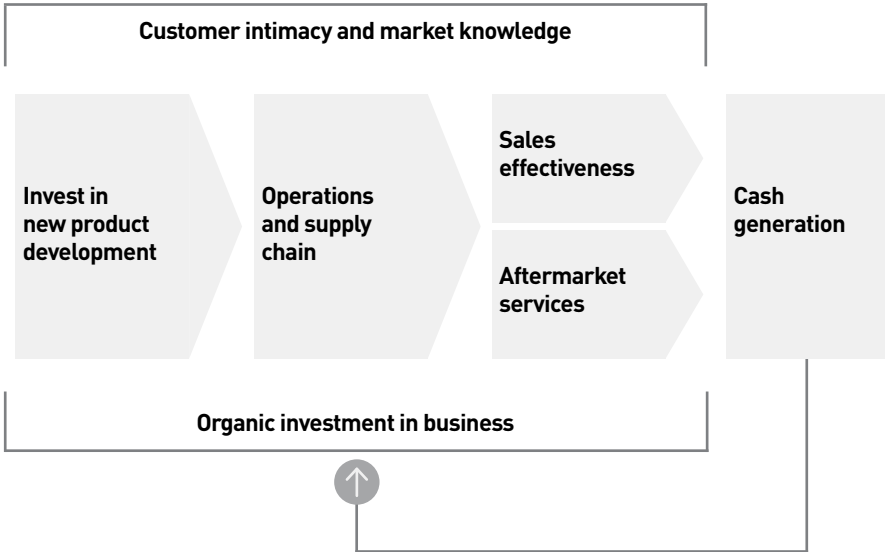 Customer intimacy and market knowledge
Invest in
new product
development
Operations
and supply
chain
Sales
effectiveness
Aftermarket
services
Cash
generation
Organic investment in business